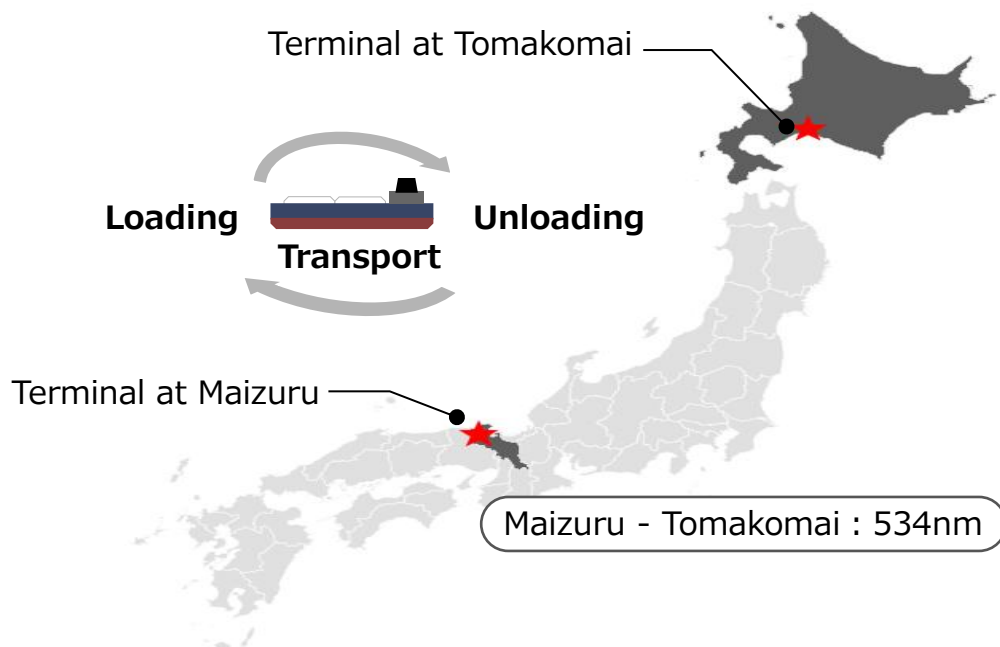 Terminal at Tomakomai
Loading
Unloading
Transport
Terminal at Maizuru
Maizuru - Tomakomai : 534nm